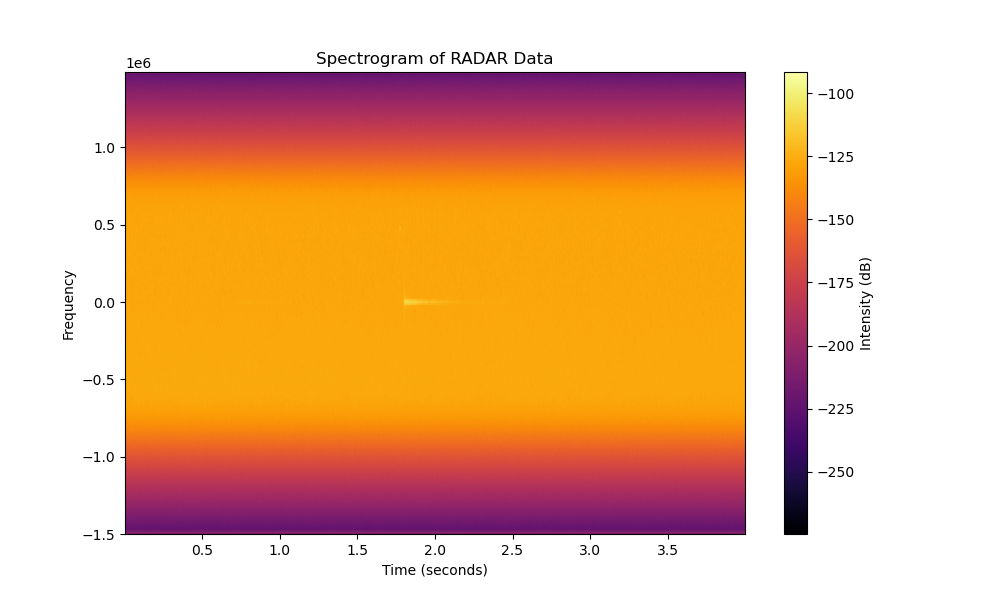 Spectrogram of RADAR Data
1e6
1.0
0.5
0.0
−0.5
−1.0
−1.5
Frequency
0.5 1.0 1.5 2.0 2.5 3.0 3.5
Time (seconds)
−100
−125
−150
−175
−200
−225
−250
Intensity (dB)